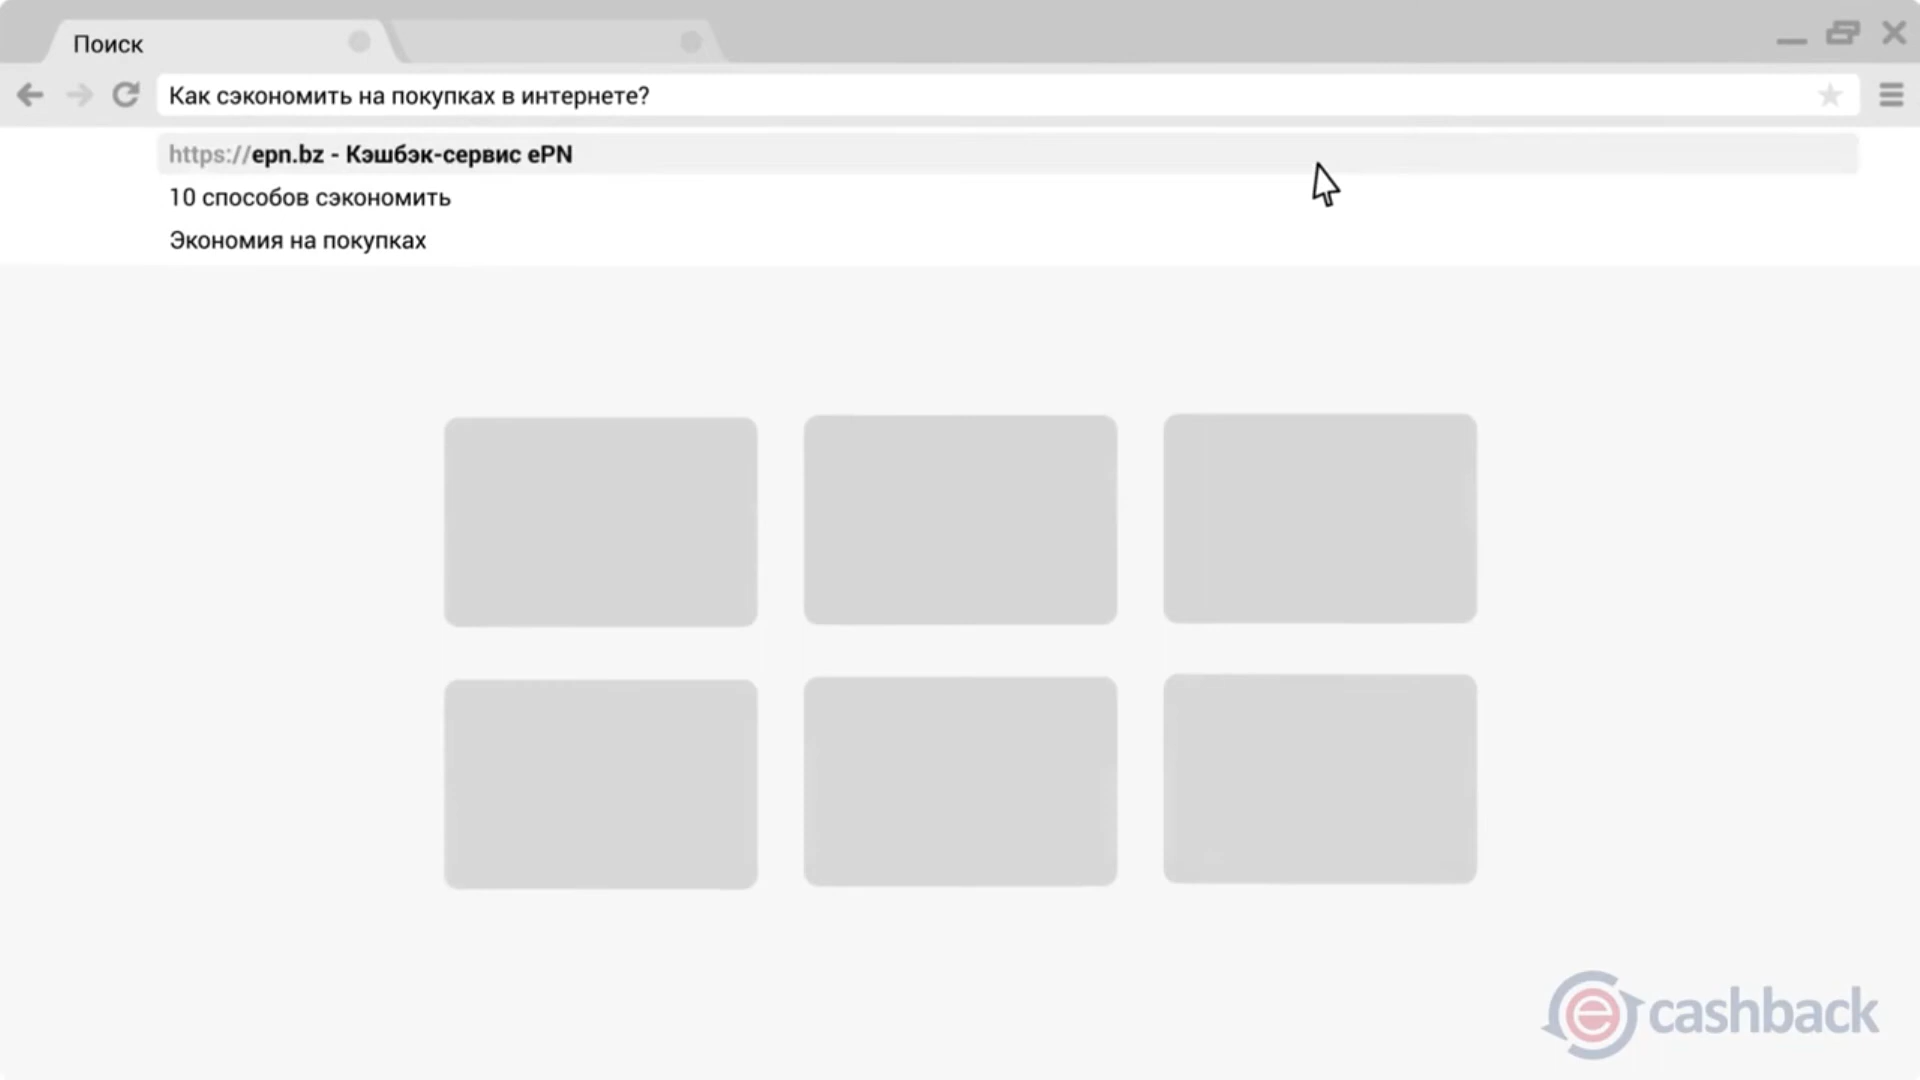 Поиск
Как сэкономить на покупках в интернете?
https://epn.bz - Кэшбэк-сервис ePN
10 способов сэкономить
Экономия на покупках
e cashback